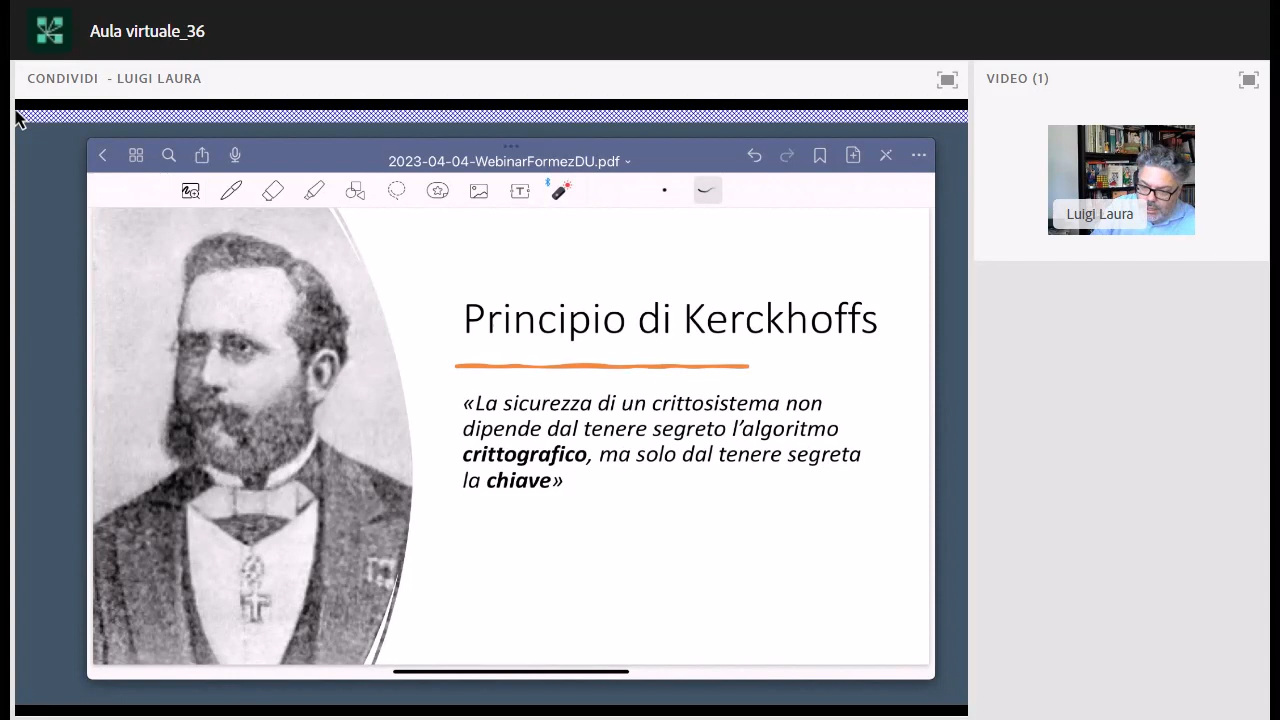 Aula virtuale_36
CONDIVIDI - LUIGI LAURA
VIDEO (1)
2023-04-04-WebinarFormezDU.pdf
T
Luigi Laura
Principio di Kerckhoffs
«La sicurezza di un crittosistema non
dipende dal tenere segreto l’algoritmo
crittografico, ma solo dal tenere segreta
la chiave»